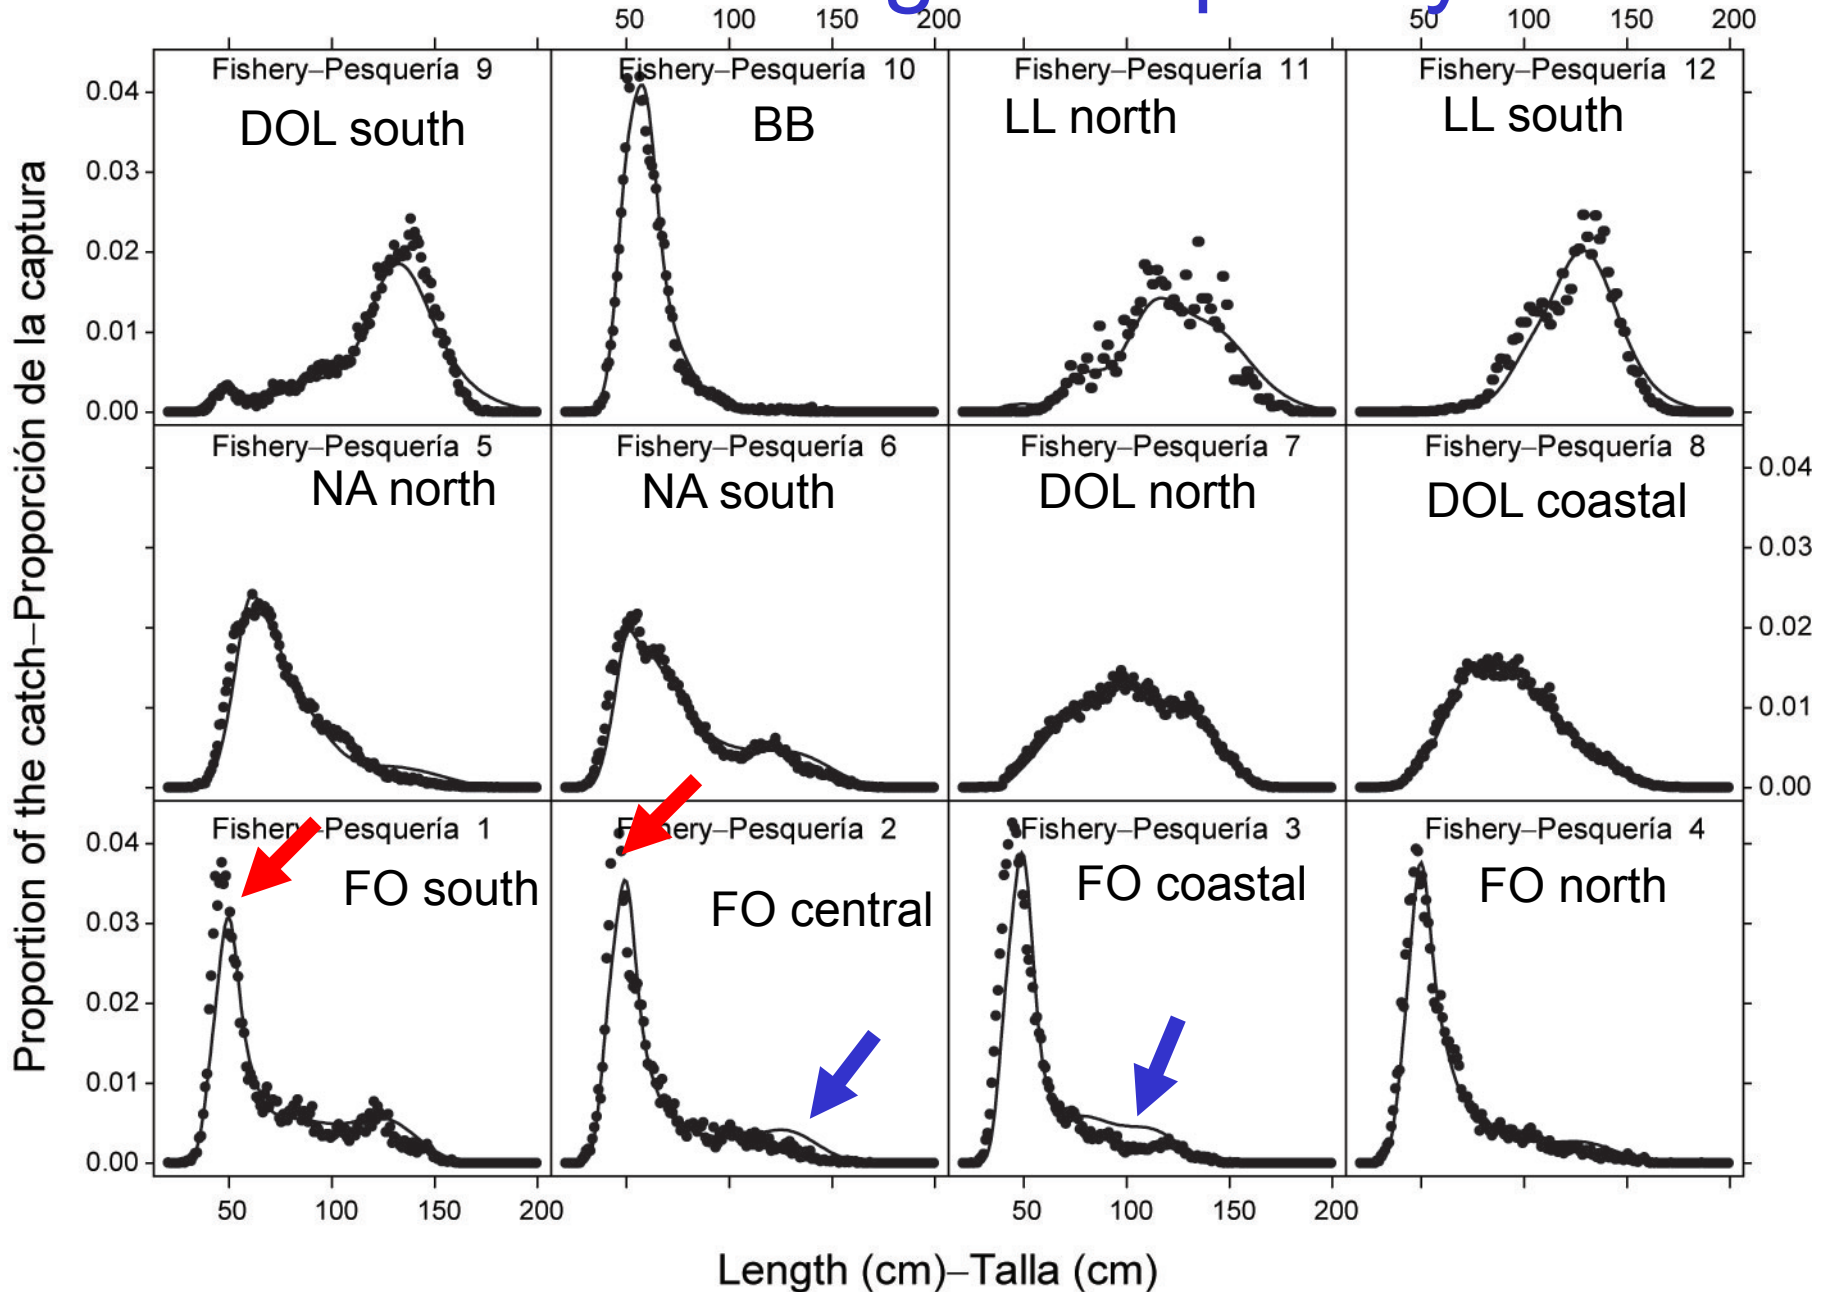 50 100 150 200 50 100 150 200
Fishery–Pesquería 9
DOL south
Fishery–Pesquería 10
BB
Fishery–Pesquería 11
LL north
Fishery–Pesquería 12
LL south
0.04
0.03
0.02
0.01
0.00
Fishery–Pesquería 5
NA north
Fishery–Pesquería 6
NA south
Fishery–Pesquería 7
DOL north
Fishery–Pesquería 8
DOL coastal
0.04
0.03
0.02
0.01
0.00
Fishery–Pesquería 1
FO south
Fishery–Pesquería 2
FO central
Fishery–Pesquería 3
FO coastal
Fishery–Pesquería 4
FO north
0.04
0.03
0.02
0.01
0.00
50 100 150 200 50 100 150 200
Proportion of the catch–Proporción de la captura
Length (cm)–Talla (cm)